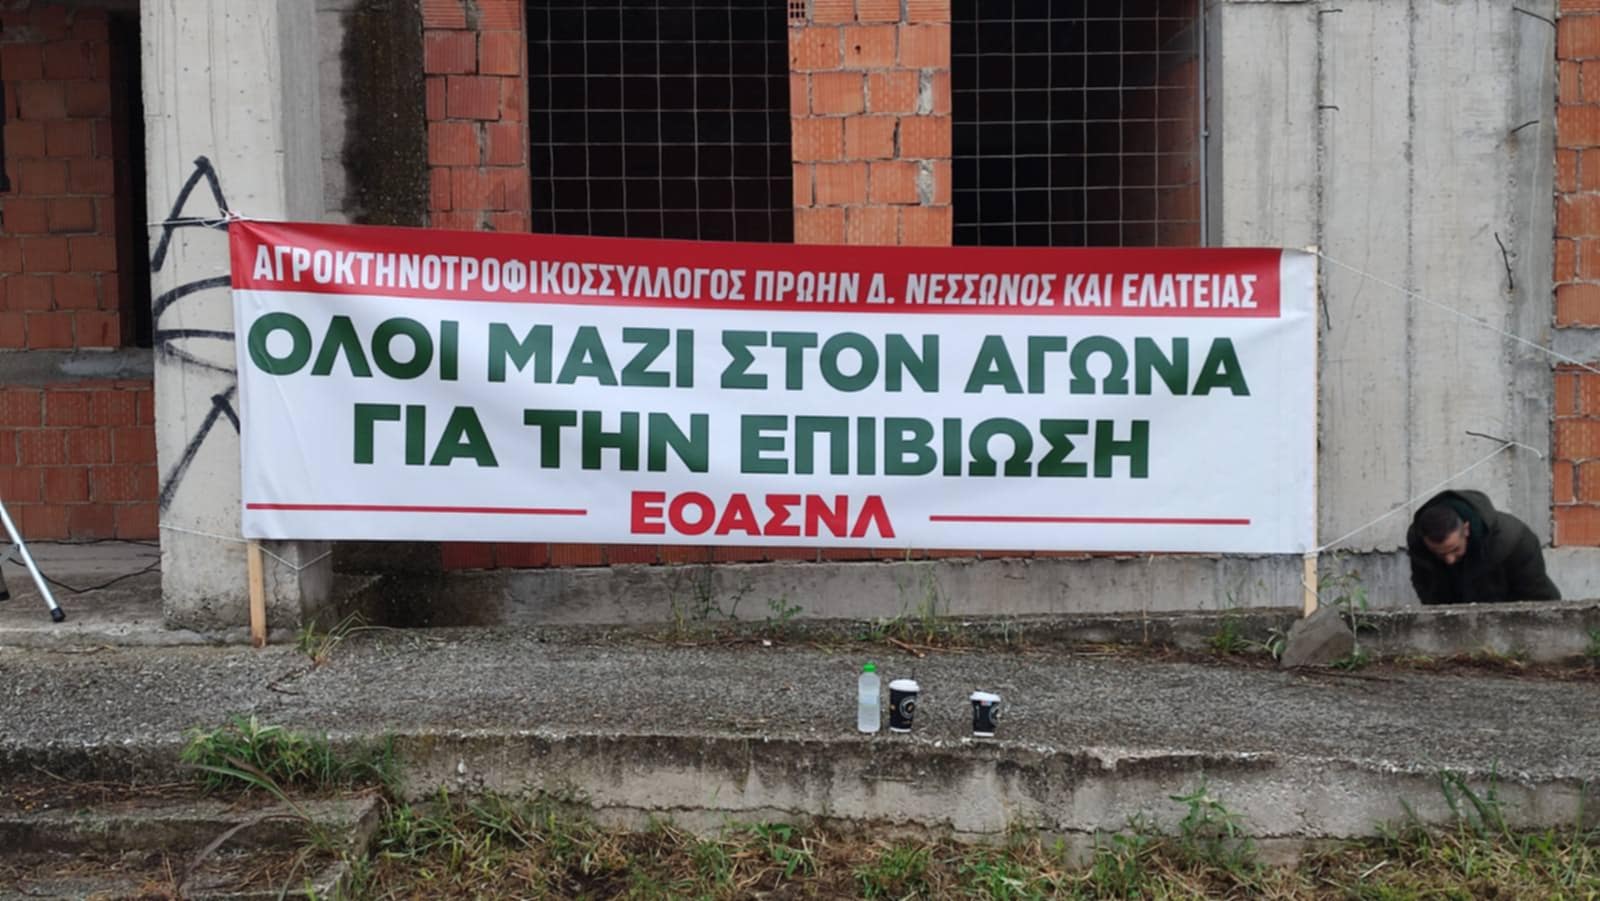 ΑΓΡΟΚΤΗΝΟΤΡΟΦΙΚΟΣΣΥΛΛΟΓΟΣ ΠΡΩΗΝ Δ. ΝΕΣΣΩΝΟΣ ΚΑΙ ΕΛΑΤΕΙΑΣ
ΟΛΟΙ ΜΑΖΙ ΣΤΟΝ ΑΓΩΝΑ
ΓΙΑ ΤΗΝ ΕΠΙΒΙΩΣΗ
ΕΟΑΣΝΛ